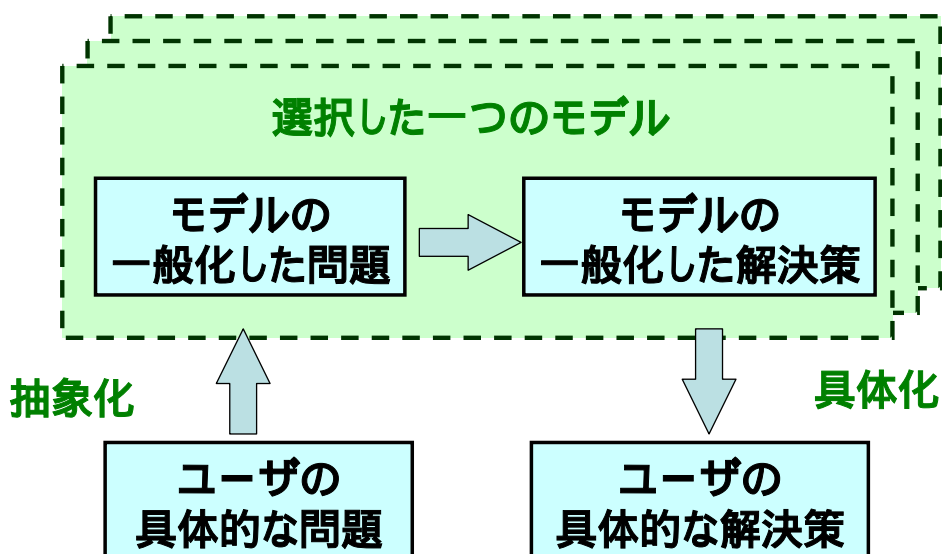 選択した一つのモデル
モデルの
一般化した問題
モデルの
一般化した解決策
抽象化
具体化
ユーザの
具体的な問題
ユーザの
具体的な解決策